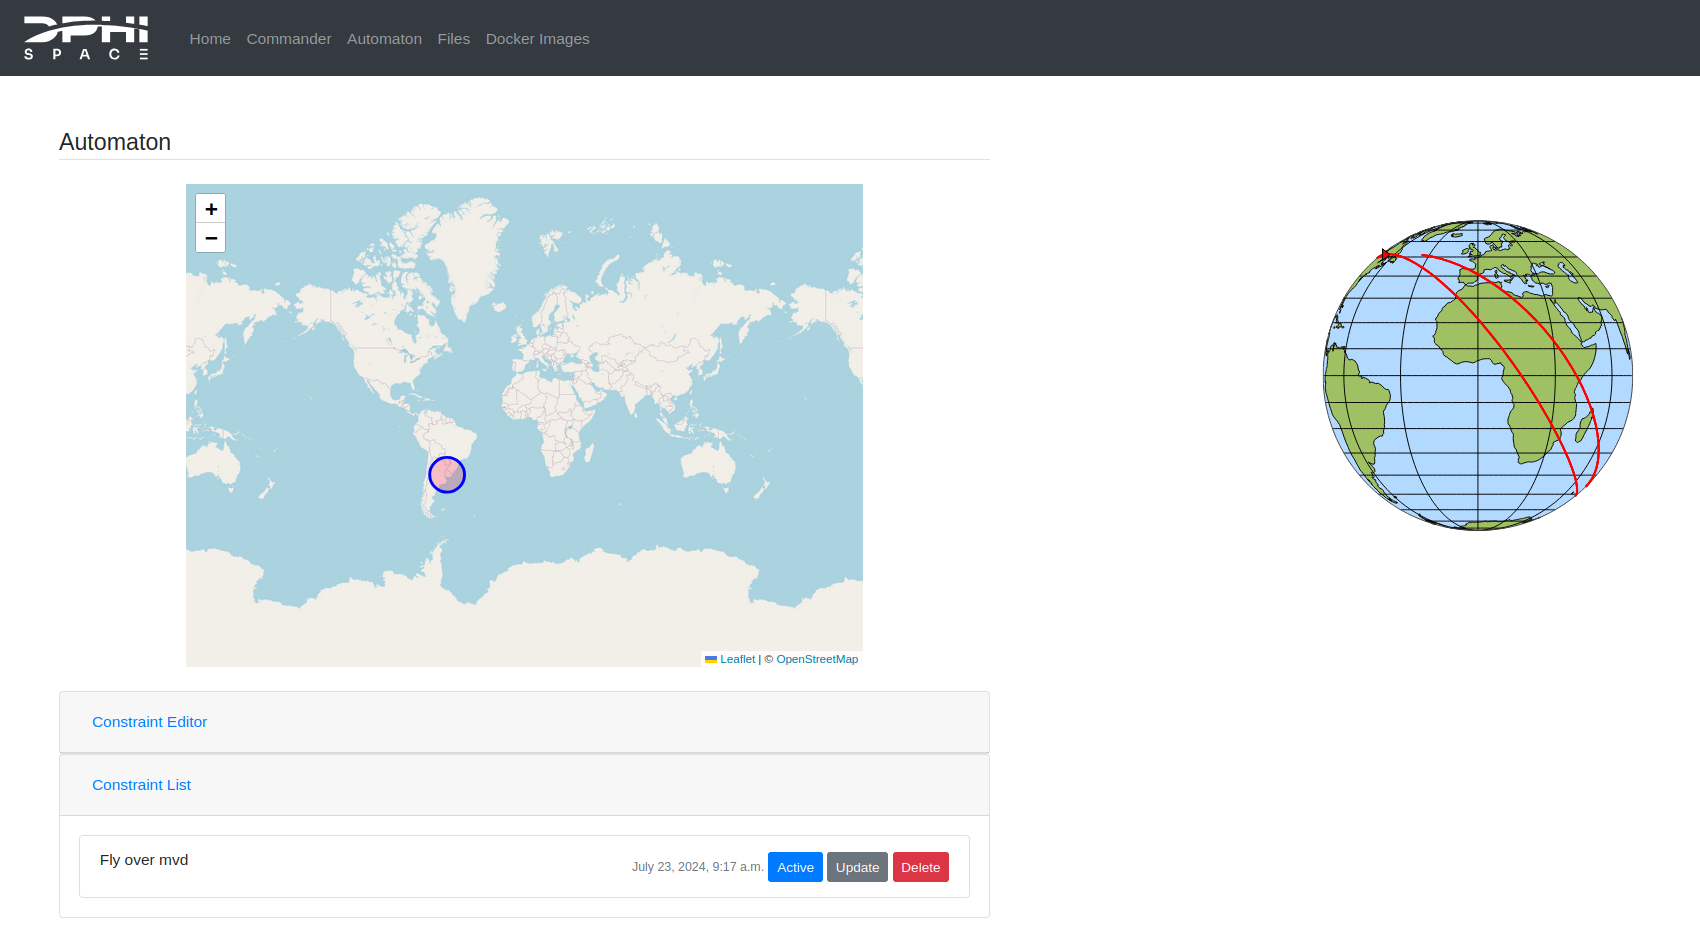 DPHI
SPACE
Home Commander Automaton Files Docker Images
Automaton
+
−
Leaflet | © OpenStreetMap
Constraint Editor
Constraint List
Fly over mvd July 23, 2024, 9:17 a.m. Active Update Delete